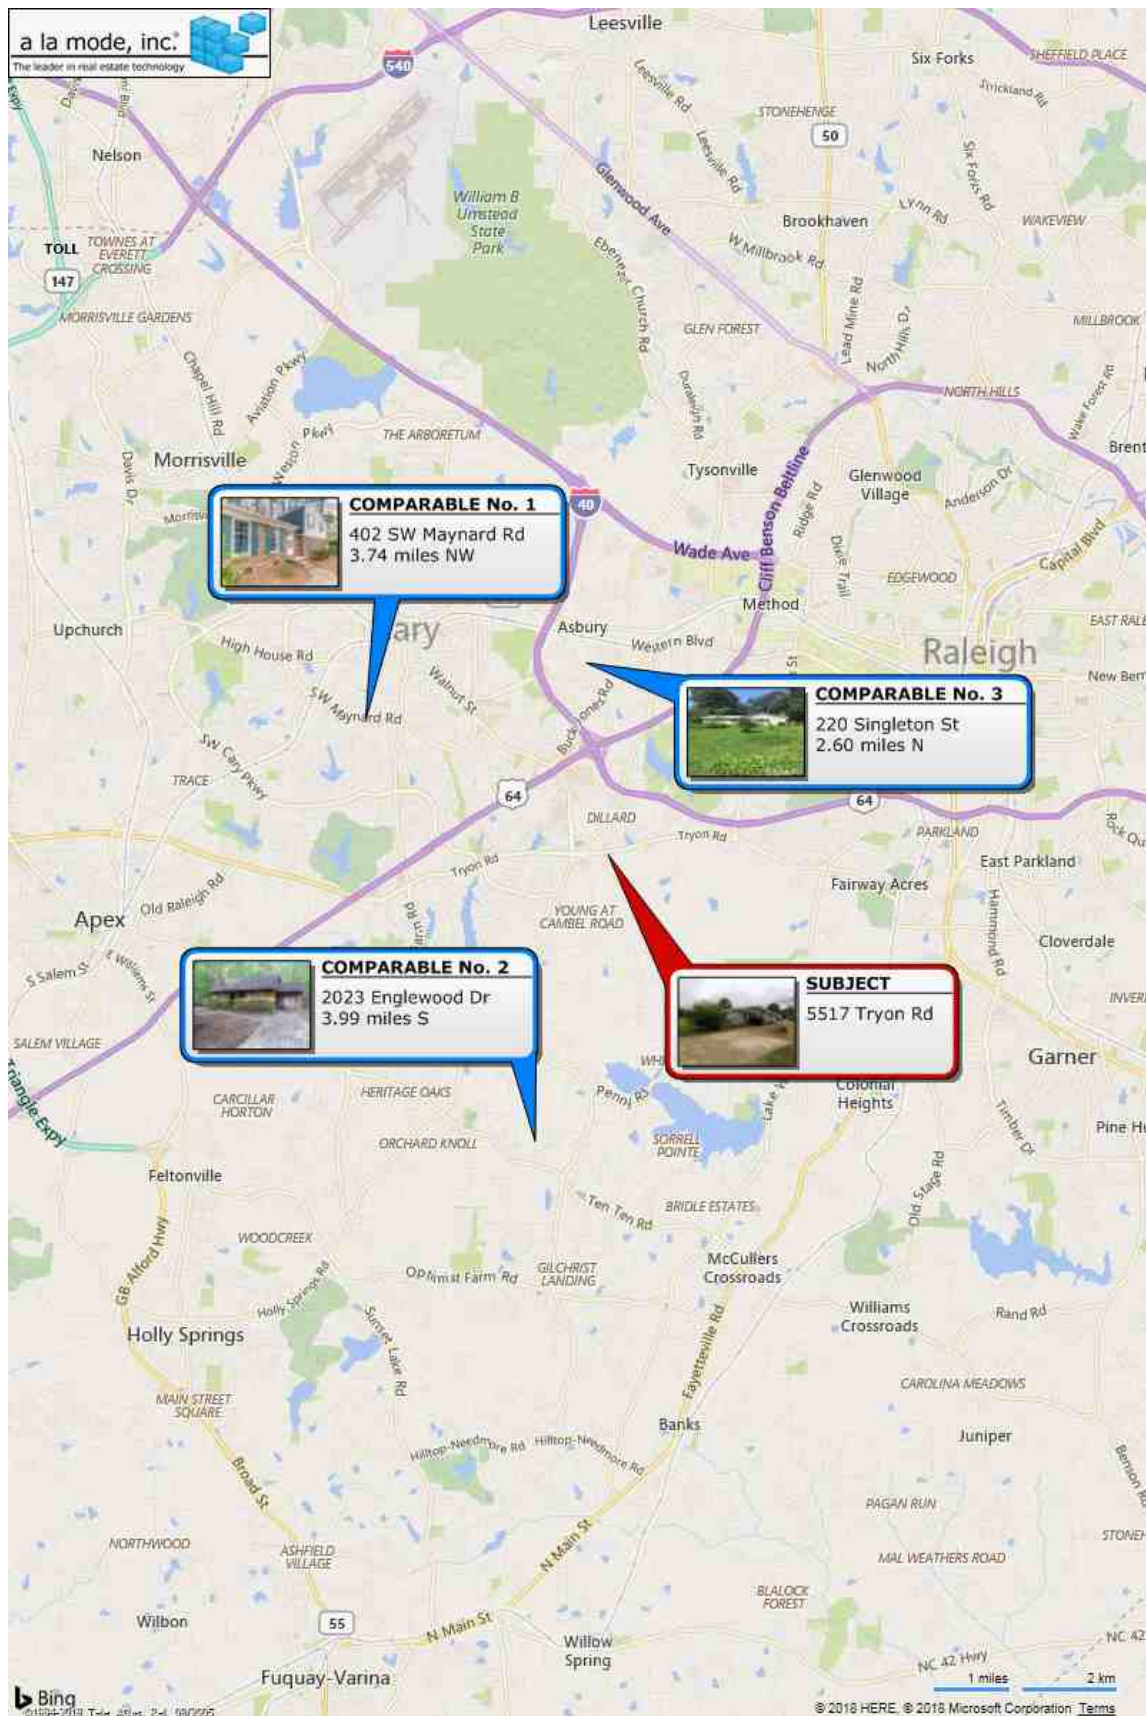 a la mode, inc.
The leader in real estate technology
Leesville
540
Six Forks
SHEFFIELD PLACE
Leesville Rd
Strickland Rd
STONEHENGE
50
Nelson
Leesville Rd
Six Forks Rd
Glenwood Ave
William B
Umstead
State
Park
Lynn Rd
Brookhaven
WAKEVIEW
TOLL
147
TOWNES AT
EVERETT
CROSSING
Ebenezer Church Rd
W Millbrook Rd
MORRISVILLE GARDENS
Lead Mine Rd
North Hills Dr
GLEN FOREST
MILLBROOK
Chapel Hill Rd
Aviation Pkwy
Duraleigh Rd
NORTH HILLS
Wake Forest Rd
Weston Pkwy
THE ARBORETUM
Davis Dr
Morrisville
Tysonville
Glenwood
Village
Anderson Dr
Cliff Benson Beltline
Ridge Rd
COMPARABLE No. 1
402 SW Maynard Rd
3.74 miles NW
40
Wade Ave
Dixie Trail
Capital Blvd
EDGEWOOD
Method
Upchurch
High House Rd
Asbury
Western Blvd
Raleigh
Walnut St
SW Maynard Rd
Buck Jones Rd
COMPARABLE No. 3
220 Singleton St
2.60 miles N
SW Cary Pkwy
TRACE
64
64
DILLARD
Tryon Rd
PARKLAND
Tryon Rd
East Parkland
Fairway Acres
Old Raleigh Rd
Apex
YOUNG AT
CAMBEL ROAD
Hammond Rd
Cloverdale
S Salem St
E Williams St
COMPARABLE No. 2
2023 Englewood Dr
3.99 miles S
SUBJECT
5517 Tryon Rd
SALEM VILLAGE
Garner
Triangle Expy
CARCILLAR
HORTON
HERITAGE OAKS
Penny Rd
Colonial
Heights
Timber Dr
ORCHARD KNOLL
SORRELL
POINTE
Feltonville
Old Stage Rd
Ten Ten Rd
BRIDLE ESTATES
GB Alford Hwy
WOODCREEK
Holly Springs Rd
Optimist Farm Rd
GILCHRIST
LANDING
McCullers
Crossroads
Williams
Crossroads
Rand Rd
Holly Springs
Sunset Lake Rd
Fayetteville Rd
MAIN STREET
SQUARE
CAROLINA MEADOWS
Banks
Juniper
Hilltop-Needmore Rd
Hilltop-Needmore Rd
Broad St
PAGAN RUN
NORTHWOOD
ASHFIELD
VILLAGE
N Main St
MAL WEATHERS ROAD
BLALOCK
FOREST
Wilbon
55
N Main St
Willow
Spring
NC 42
NC 42 Hwy
Fuquay-Varina
1 miles
2 km
Bing
© 2018 HERE, © 2018 Microsoft Corporation Terms